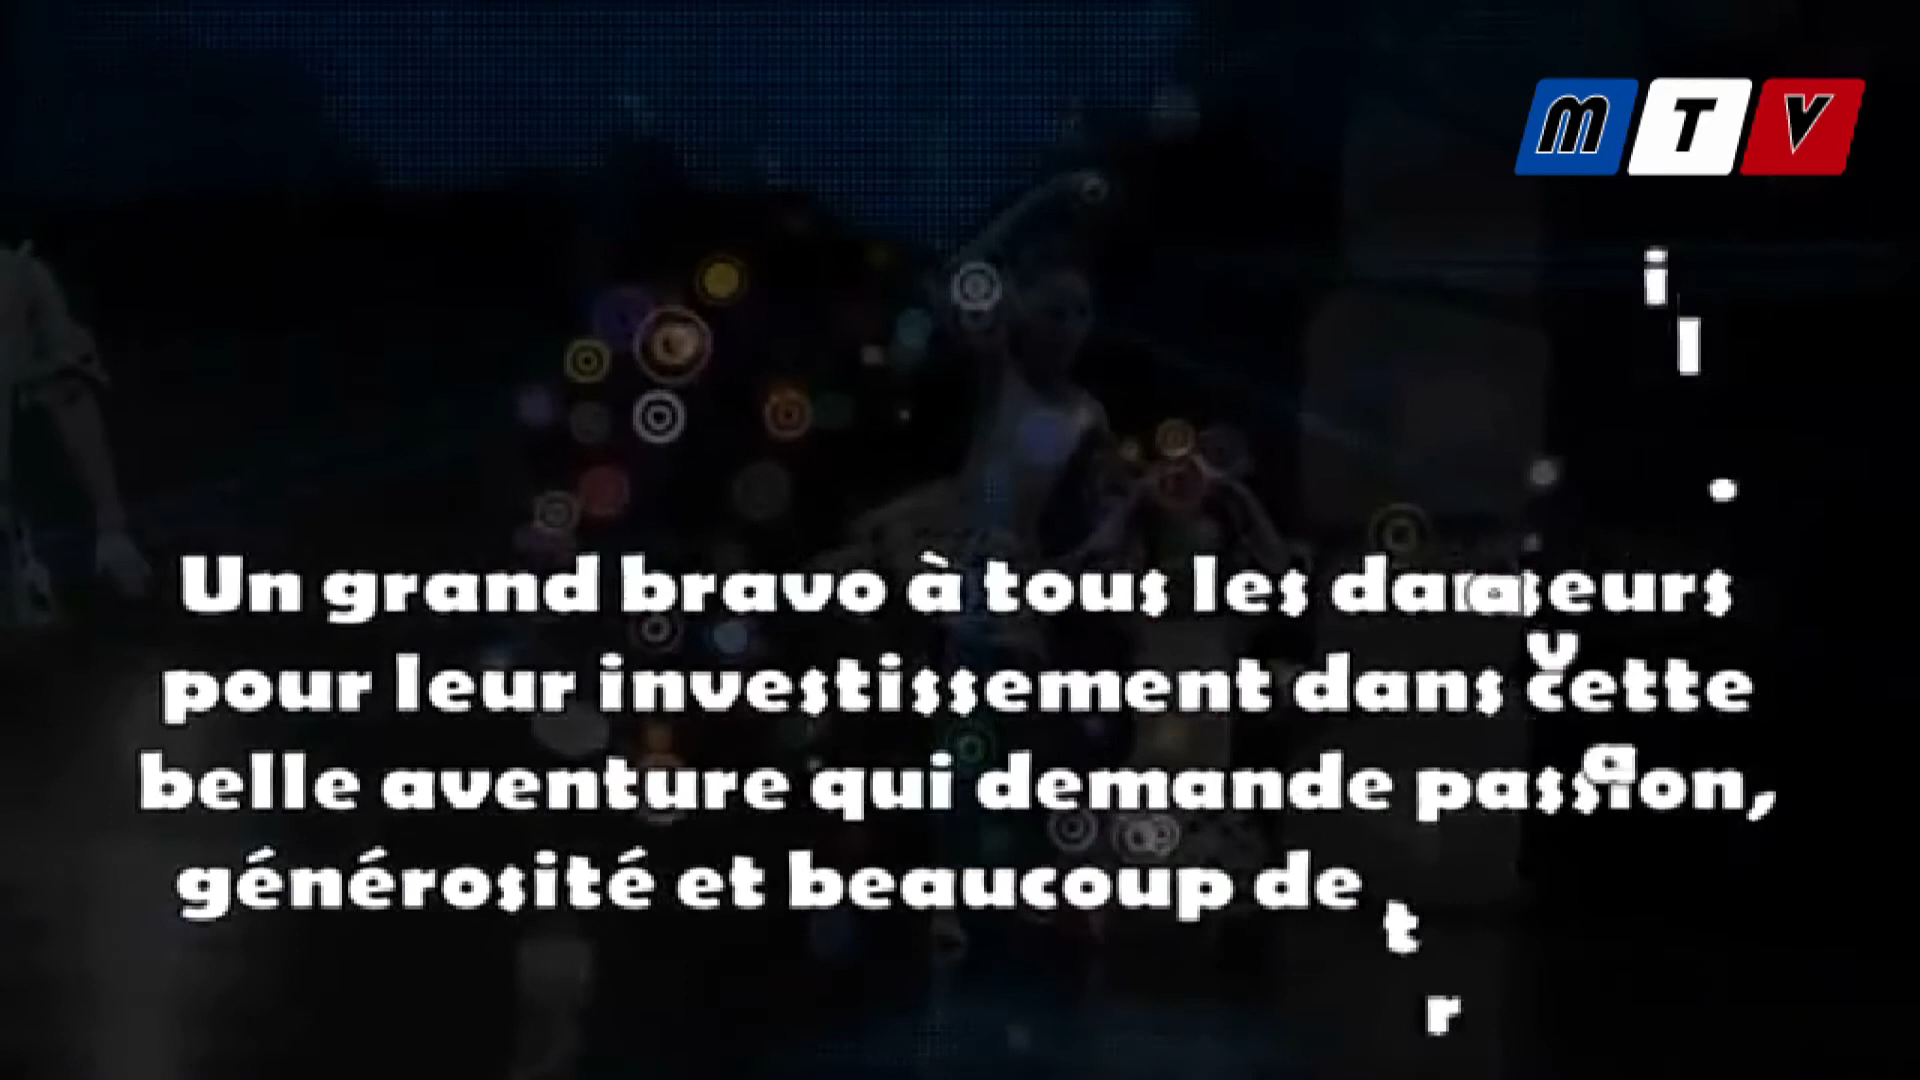 MTV
Un grand bravo à tous les danseurs
pour leur investissement dans cette
belle aventure qui demande passion,
générosité et beaucoup de travail.